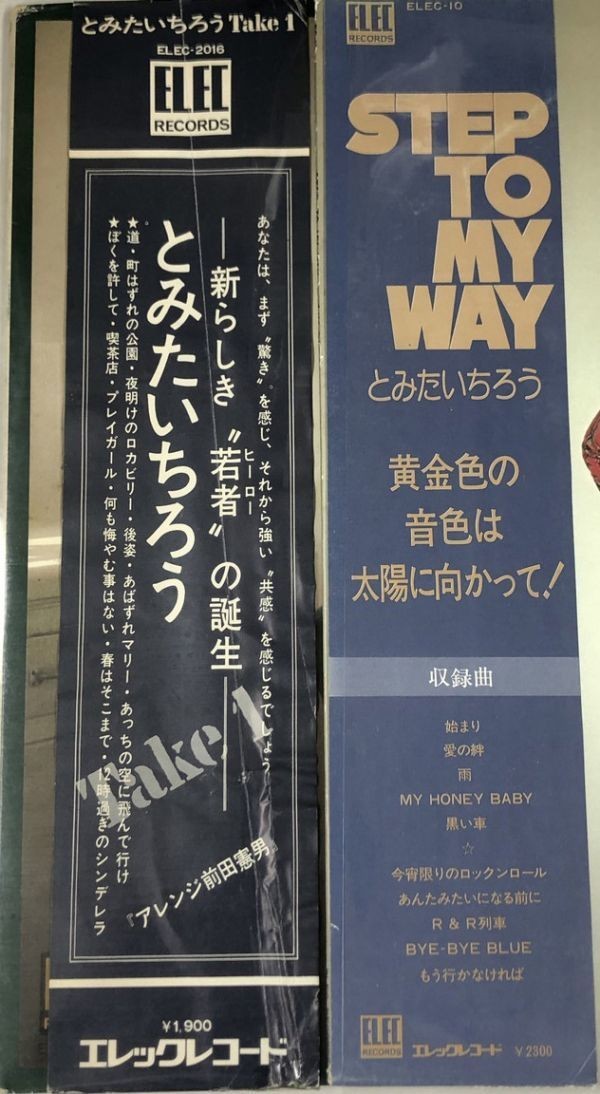 とみたいちろう Take 1
ELEC-2016
ELEC
RECORDS
あなたは、まず〝驚き〟を感じ、それから強い〝共感〟を感じるでしょう。
―新らしき〝若者〟の誕生―
ヒーロー
とみたいちろう
★道・町はずれの公園・夜明けのロカビリー・後姿・あばずれマリー・あっちの空に飛んで行け
★ぼくを許して・喫茶店・プレイガール・何も悔やむ事はない・春はそこまで・12時過ぎのシンデレラ
Take 1
『アレンジ前田憲男』
¥1,900
エレックレコード
ELEC
RECORDS
ELEC-10
STEP
TO
MY
WAY
とみたいちろう
黄金色の
音色は
太陽に向かって!
収録曲
始まり
愛の絆
雨
MY HONEY BABY
黒い車
☆
今宵限りのロックンロール
あんたみたいになる前に
R & R列車
BYE-BYE BLUE
もう行かなければ
ELEC
RECORDS
エレックレコード ¥2300